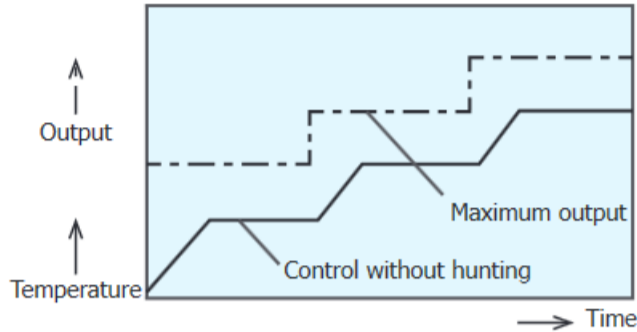 Output
Maximum output
Control without hunting
Temperature
Time